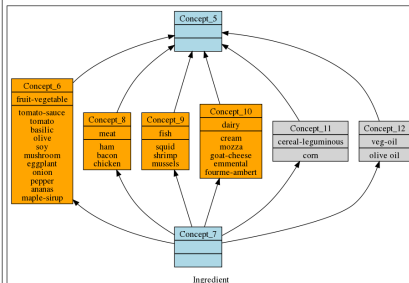 Concept_5
Concept_6
fruit-vegetable
tomato-sauce
tomato
basilic
olive
soy
mushroom
eggplant
onion
pepper
ananas
maple-sirup
Concept_8
meat
ham
bacon
chicken
Concept_9
fish
squid
shrimp
mussels
Concept_10
dairy
cream
mozza
goat-cheese
emmental
fourme-ambert
Concept_11
cereal-leguminous
corn
Concept_12
veg-oil
olive oil
Concept_7
Ingredient